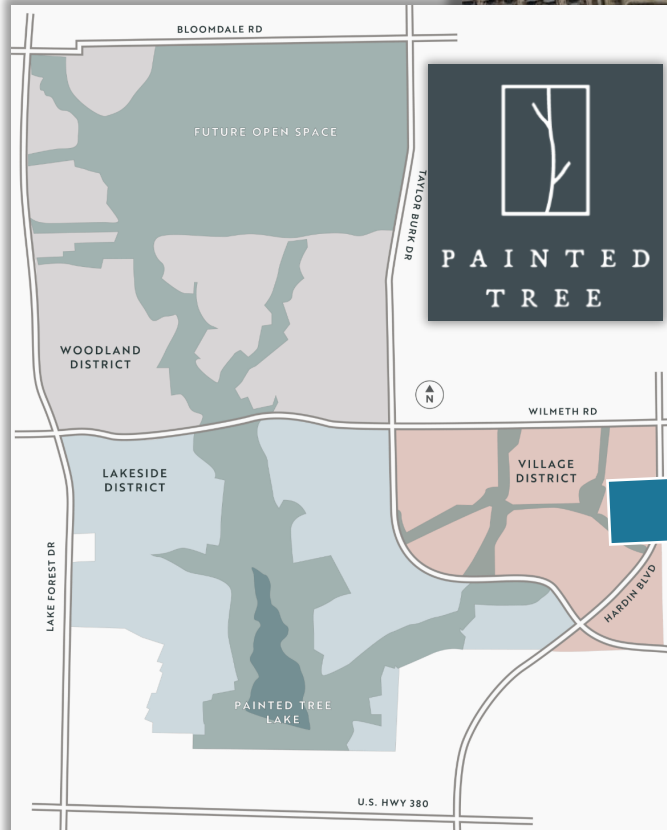 BLOOMDALE RD
FUTURE OPEN SPACE
TAYLOR BURK DR
PAINTED
TREE
WOODLAND
DISTRICT
N
WILMETH RD
LAKESIDE
DISTRICT
VILLAGE
DISTRICT
LAKE FOREST DR
HARDIN BLVD
PAINTED TREE
LAKE
U.S. HWY 380